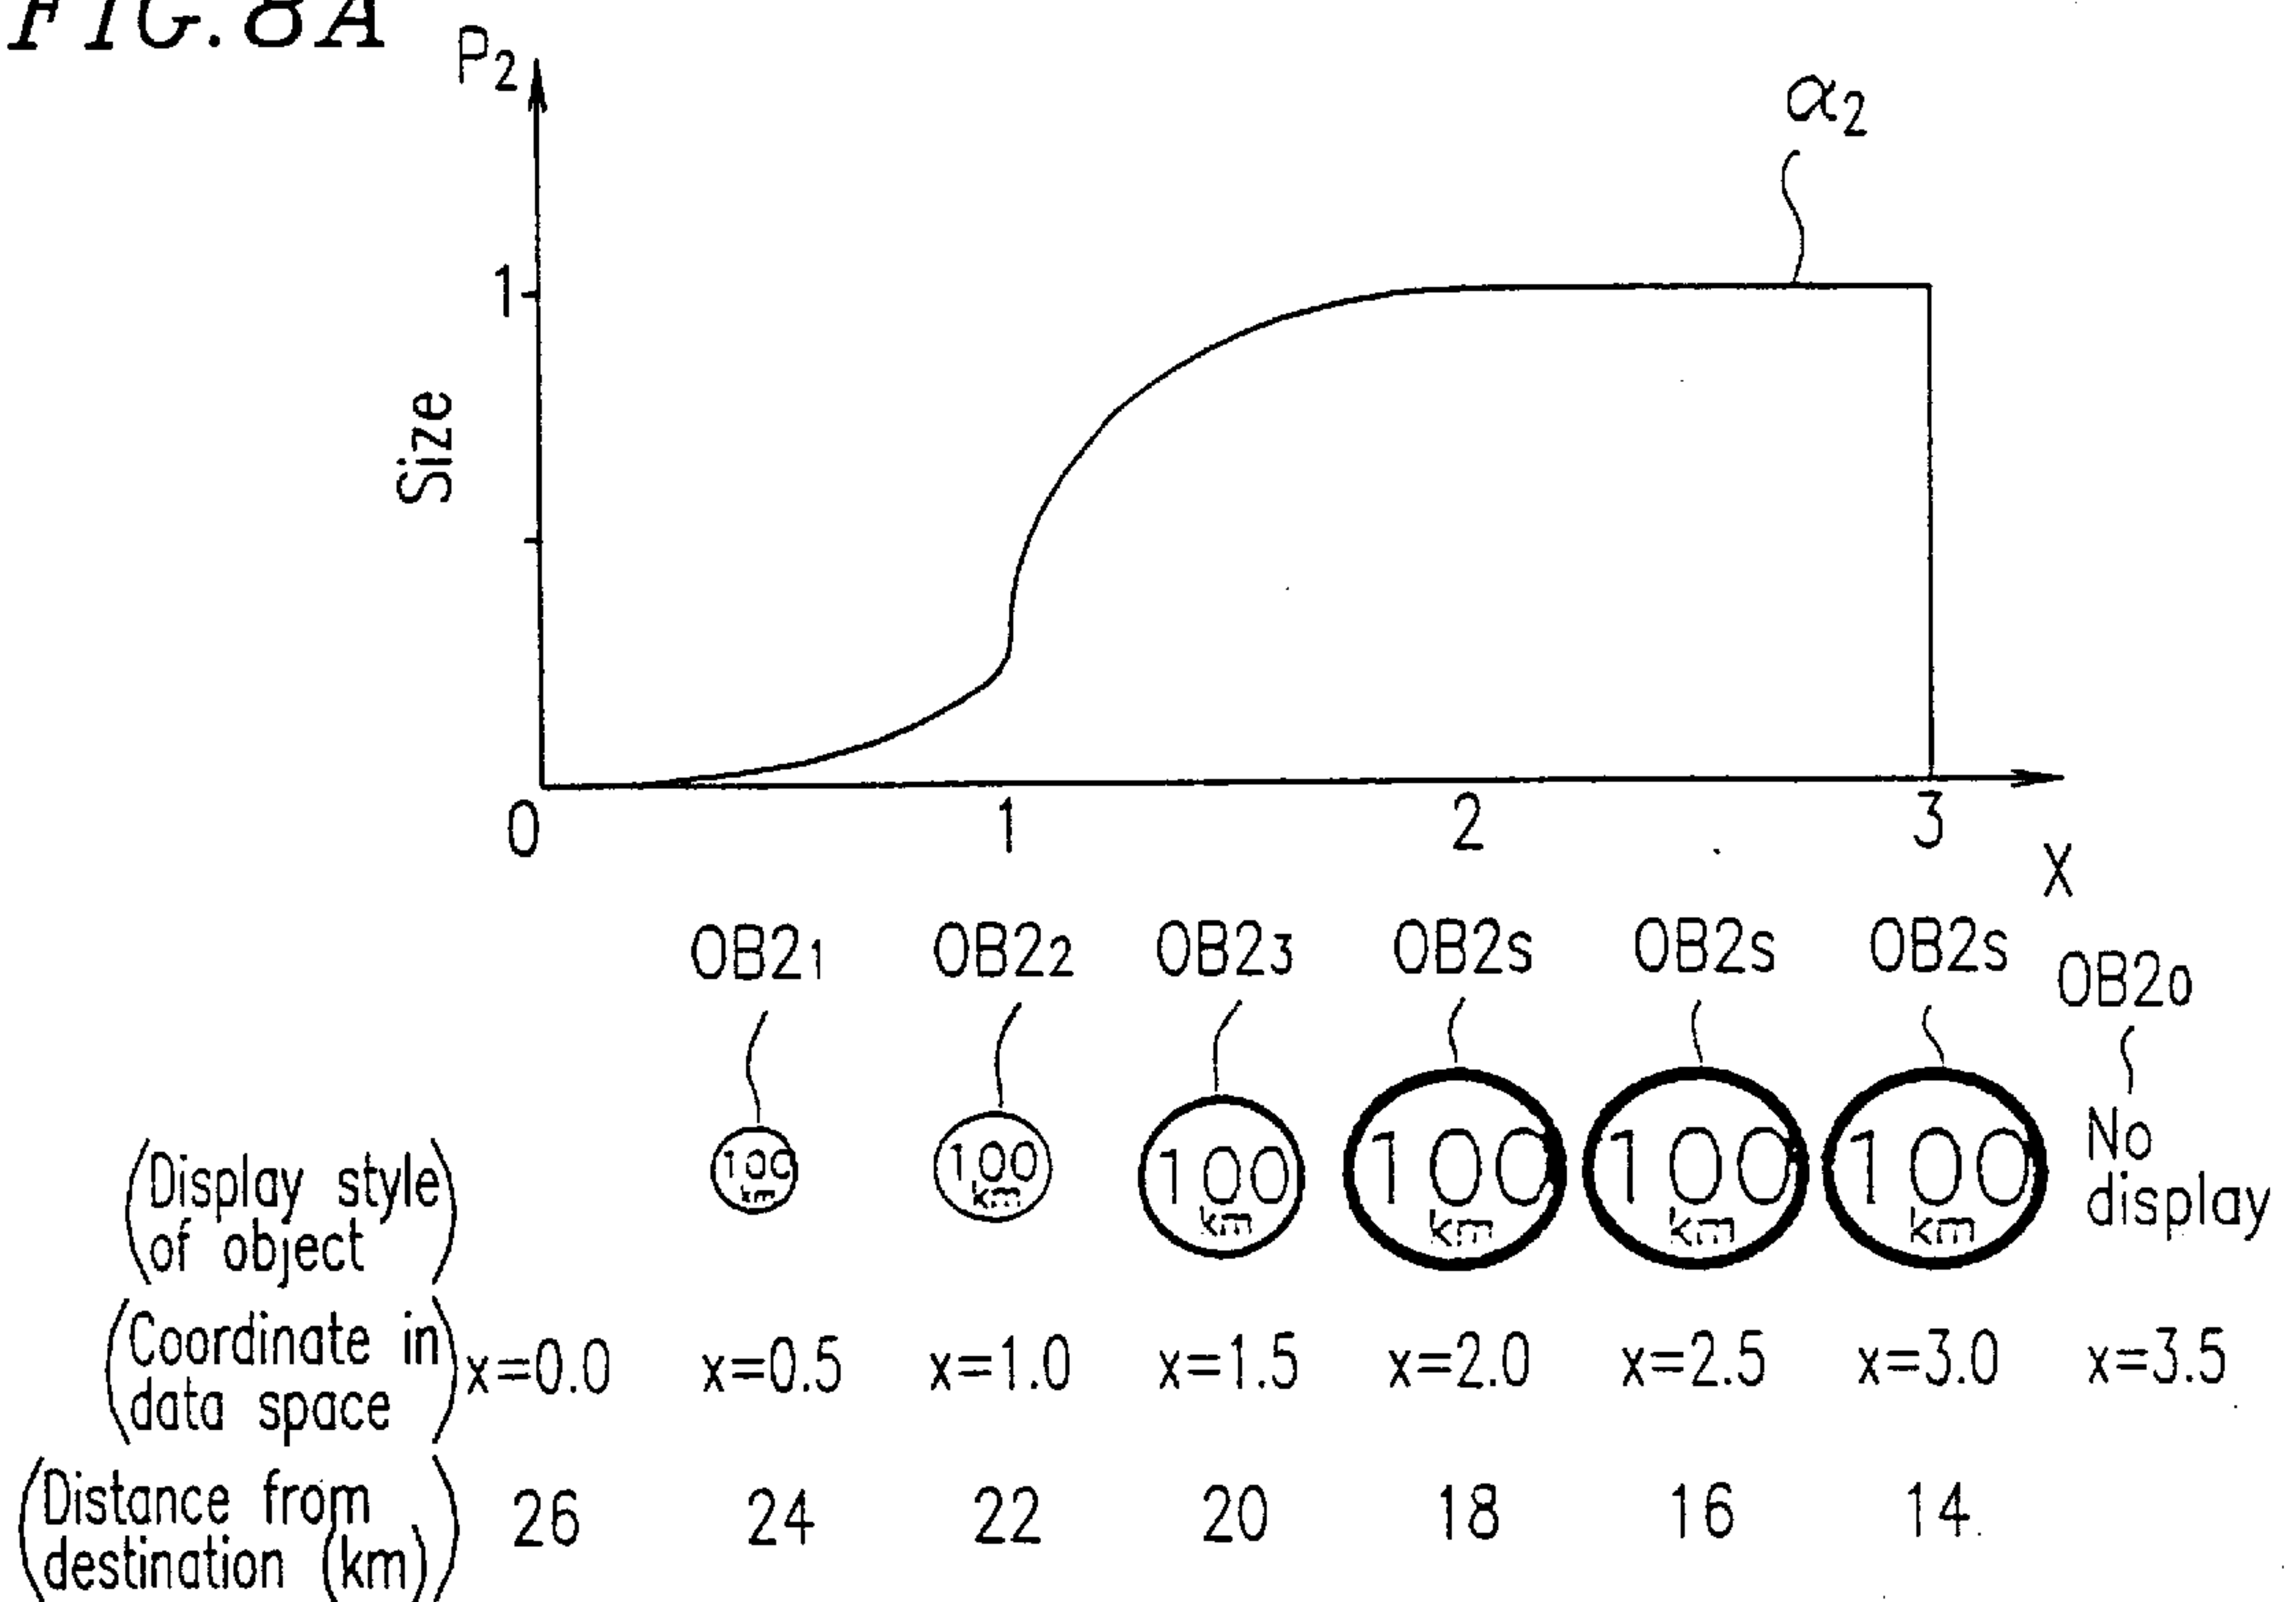 FIG. 8A
P2
α2
1
Size
0 1 2 3
X
OB21 OB22 OB23 OB2s OB2s OB2s OB20
(Display style of object)
100 km
100 km
100 km
100 km
100 km
100 km
No display
(Coordinate in data space) x=0.0 x=0.5 x=1.0 x=1.5 x=2.0 x=2.5 x=3.0 x=3.5
(Distance from destination (km)) 26 24 22 20 18 16 14